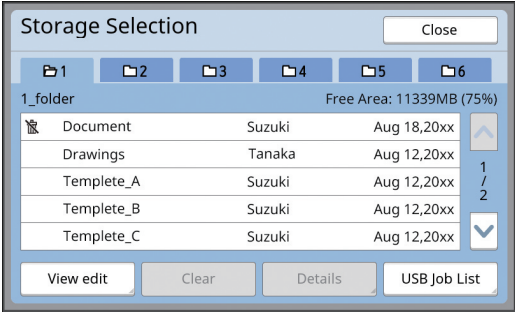 Storage Selection Close
1 2 3 4 5 6
1_folder Free Area: 11339MB (75%)
Document Suzuki Aug 18,20xx
Drawings Tanaka Aug 12,20xx
Templete_A Suzuki Aug 12,20xx
Templete_B Suzuki Aug 12,20xx
Templete_C Suzuki Aug 12,20xx
1
/
2
View edit Clear Details USB Job List